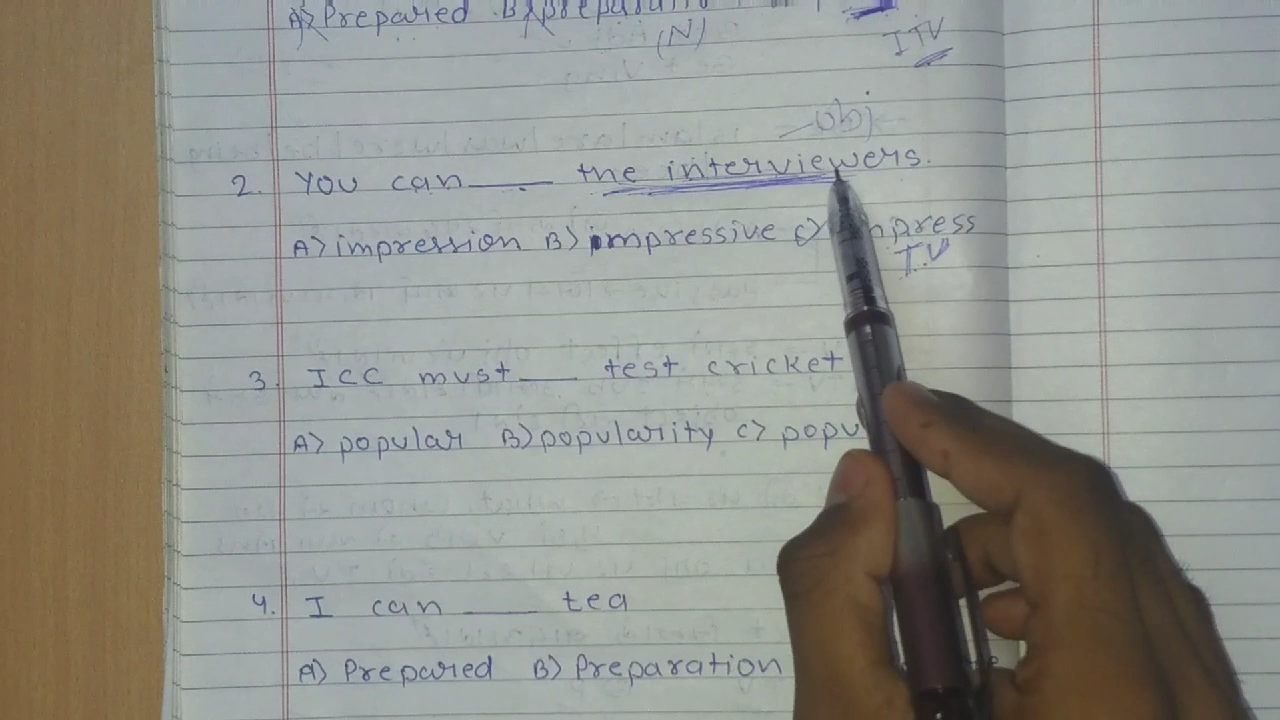 A) Prepared B)
(N)
ITV
obj
2. You can ___ the interviewers.
A) impression B) impressive C) impress
T.V
3. ICC must ___ test cricket
A) popular B) popularity C) popu
4. I can ___ tea
A) Prepared B) Preparation